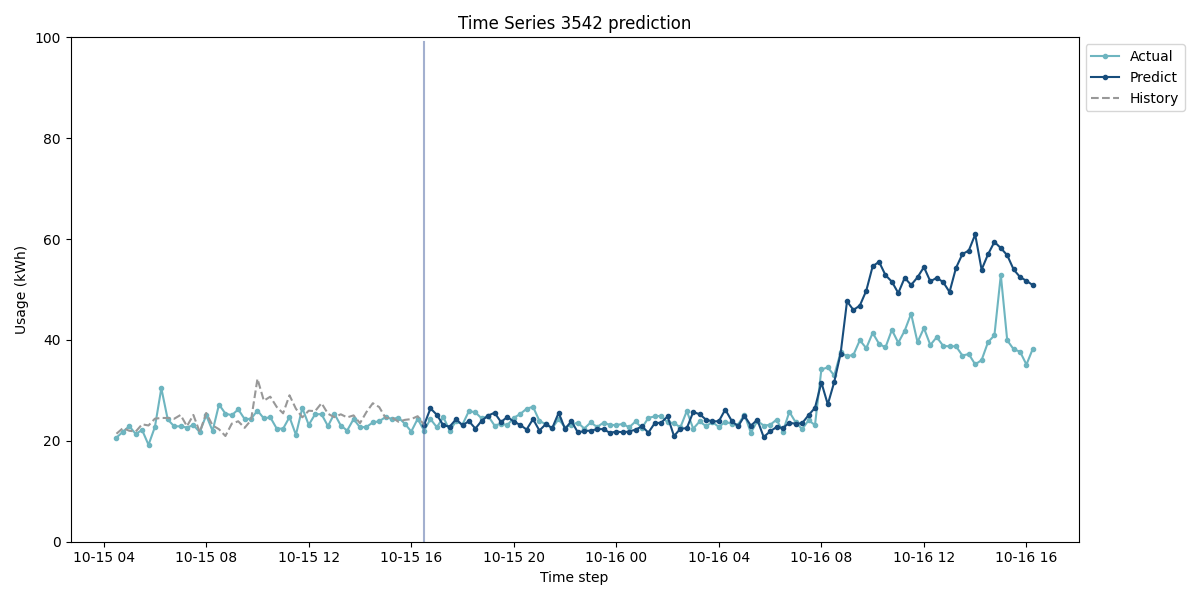 Time Series 3542 prediction
100
80
60
40
20
0
Usage (kWh)
10-15 04
10-15 08
10-15 12
10-15 16
10-15 20
10-16 00
10-16 04
10-16 08
10-16 12
10-16 16
Time step
Actual
Predict
History